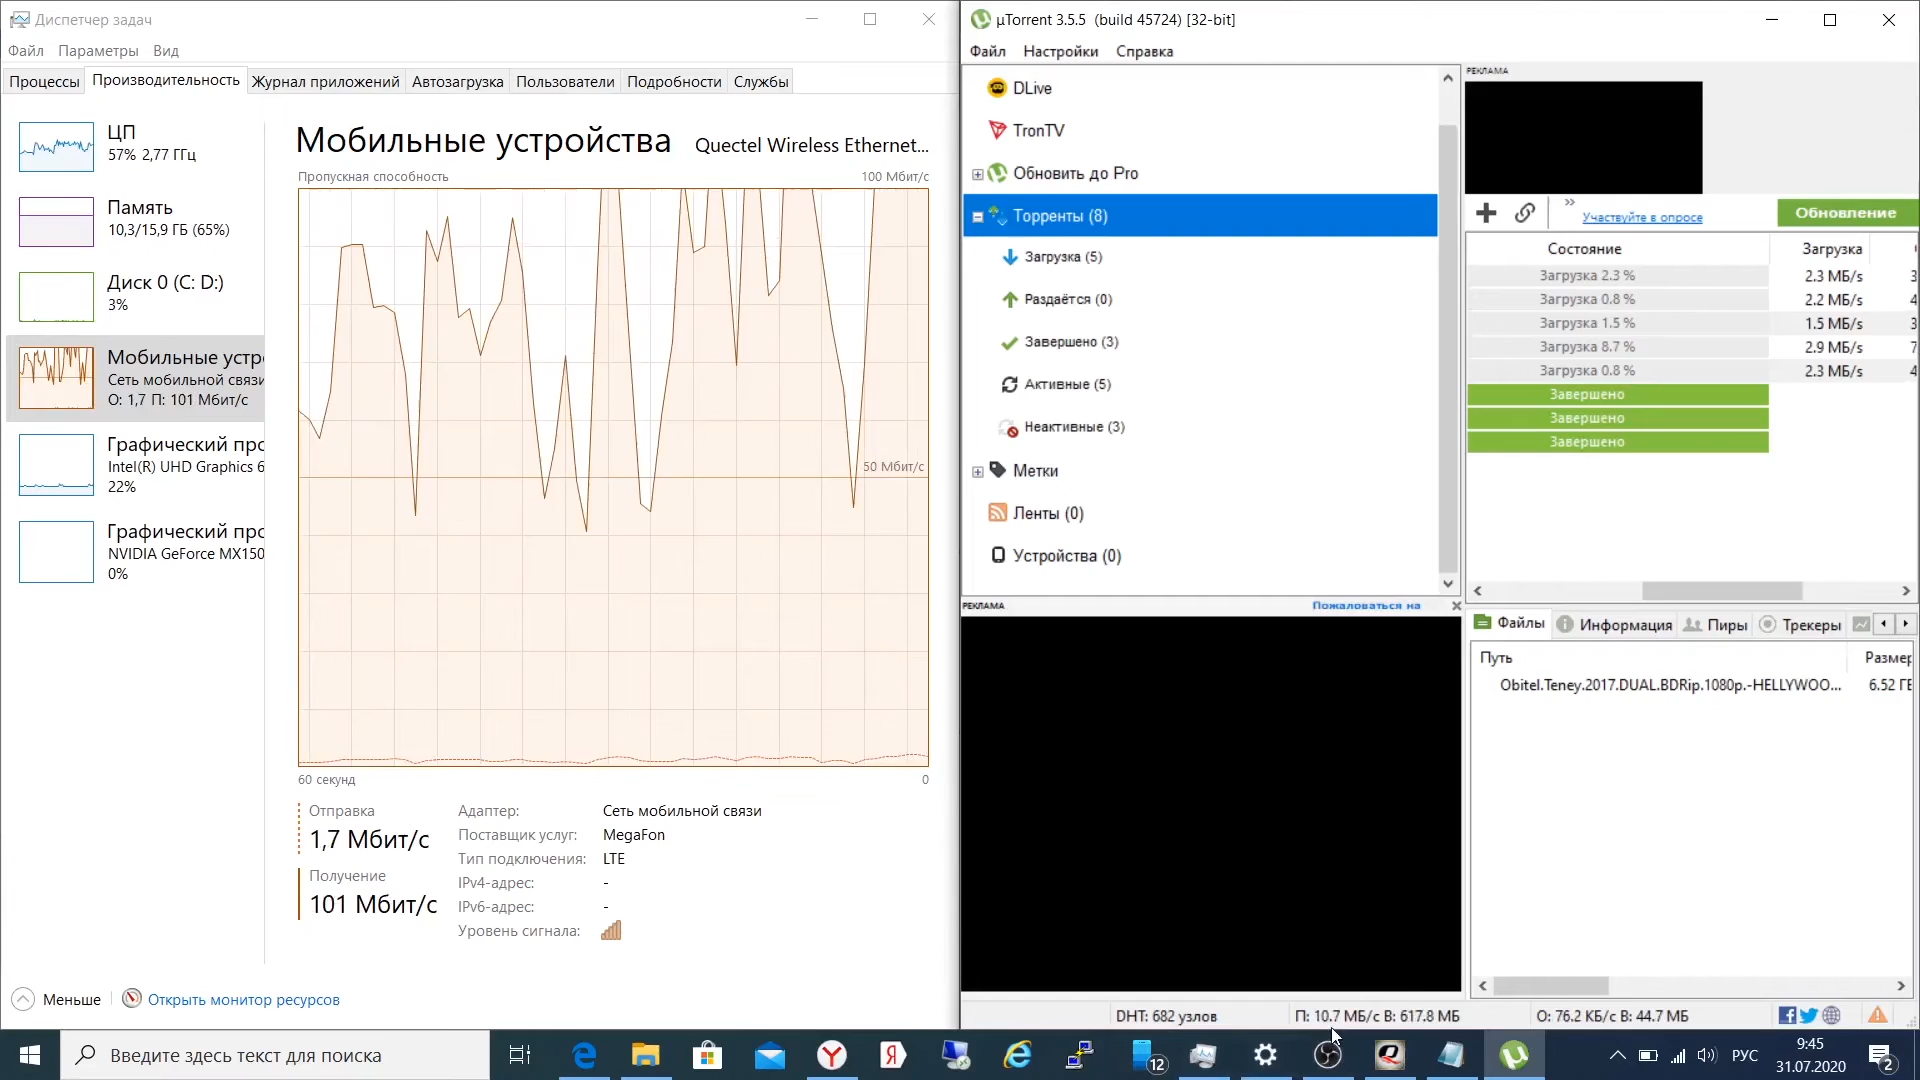 Диспетчер задач
Файл Параметры Вид
Процессы Производительность Журнал приложений Автозагрузка Пользователи Подробности Службы
ЦП
57% 2,77 ГГц
Память
10,3/15,9 ГБ (65%)
Диск 0 (C: D:)
3%
Мобильные устр
Сеть мобильной связи
О: 1,7 П: 101 Мбит/с
Графический про
Intel(R) UHD Graphics 6
22%
Графический про
NVIDIA GeForce MX150
0%
Мобильные устройства Quectel Wireless Ethernet...
Пропускная способность 100 Мбит/с
50 Мбит/с
60 секунд 0
Отправка
1,7 Мбит/с
Получение
101 Мбит/с
Адаптер: Сеть мобильной связи
Поставщик услуг: MegaFon
Тип подключения: LTE
IPv4-адрес: -
IPv6-адрес: -
Уровень сигнала:
Меньше Открыть монитор ресурсов
µTorrent 3.5.5 (build 45724) [32-bit]
Файл Настройки Справка
DLive
TronTV
Обновить до Pro
Торренты (8)
Загрузка (5)
Раздаётся (0)
Завершено (3)
Активные (5)
Неактивные (3)
Метки
Ленты (0)
Устройства (0)
РЕКЛАМА Пожаловаться на
РЕКЛАМА
Участвуйте в опросе Обновление
Состояние Загрузка
Загрузка 2.3 % 2.3 МБ/s 3
Загрузка 0.8 % 2.2 МБ/s 4
Загрузка 1.5 % 1.5 МБ/s 3
Загрузка 8.7 % 2.9 МБ/s 7
Загрузка 0.8 % 2.3 МБ/s 4
Завершено
Завершено
Завершено
Файлы Информация Пиры Трекеры
Путь Размер
Obitel.Teney.2017.DUAL.BDRip.1080p.-HELLYWOO... 6.52 ГБ
DHT: 682 узлов П: 10.7 МБ/с В: 617.8 МБ О: 76.2 КБ/с В: 44.7 МБ
Введите здесь текст для поиска
12
РУС
9:45
31.07.2020
2